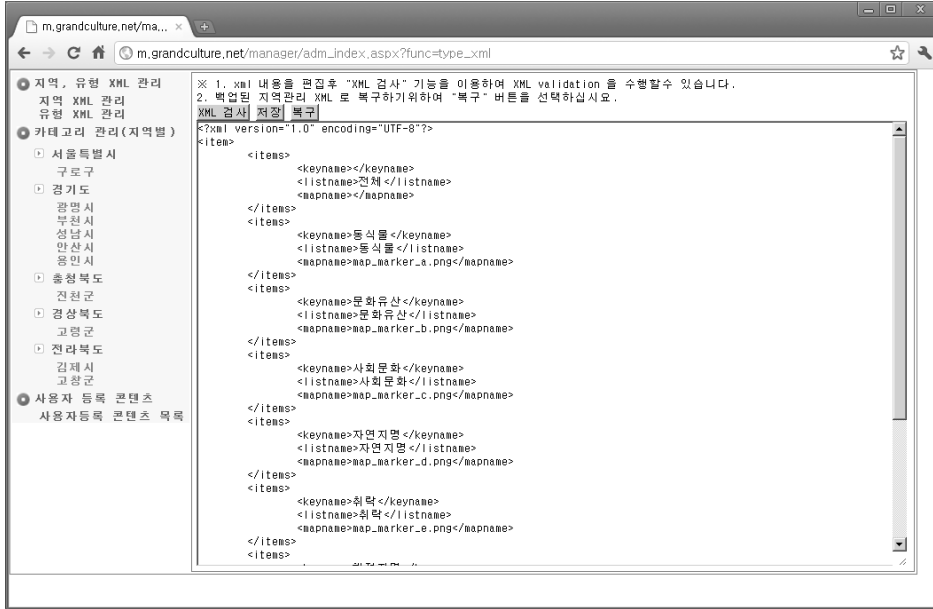 m.grandculture.net/ma...
m.grandculture.net/manager/adm_index.aspx?func=type_xml
지역, 유형 XML 관리
지역 XML 관리
유형 XML 관리
카테고리 관리(지역별)
서울특별시
구로구
경기도
광명시
부천시
성남시
안산시
용인시
충청북도
진천군
경상북도
고령군
전라북도
김제시
고창군
사용자 등록 콘텐츠
사용자등록 콘텐츠 목록
※ 1. xml 내용을 편집후 "XML 검사" 기능을 이용하여 XML validation 을 수행할수 있습니다.
2. 백업된 지역관리 XML 로 복구하기위하여 "복구" 버튼을 선택하십시요.
XML 검사 저장 복구
<?xml version="1.0" encoding="UTF-8"?>
<item>
<items>
<keyname></keyname>
<listname>전체</listname>
<mapname></mapname>
</items>
<items>
<keyname>동식물</keyname>
<listname>동식물</listname>
<mapname>map_marker_a.png</mapname>
</items>
<items>
<keyname>문화유산</keyname>
<listname>문화유산</listname>
<mapname>map_marker_b.png</mapname>
</items>
<items>
<keyname>사회문화</keyname>
<listname>사회문화</listname>
<mapname>map_marker_c.png</mapname>
</items>
<items>
<keyname>자연지명</keyname>
<listname>자연지명</listname>
<mapname>map_marker_d.png</mapname>
</items>
<items>
<keyname>취락</keyname>
<listname>취락</listname>
<mapname>map_marker_e.png</mapname>
</items>
<items>